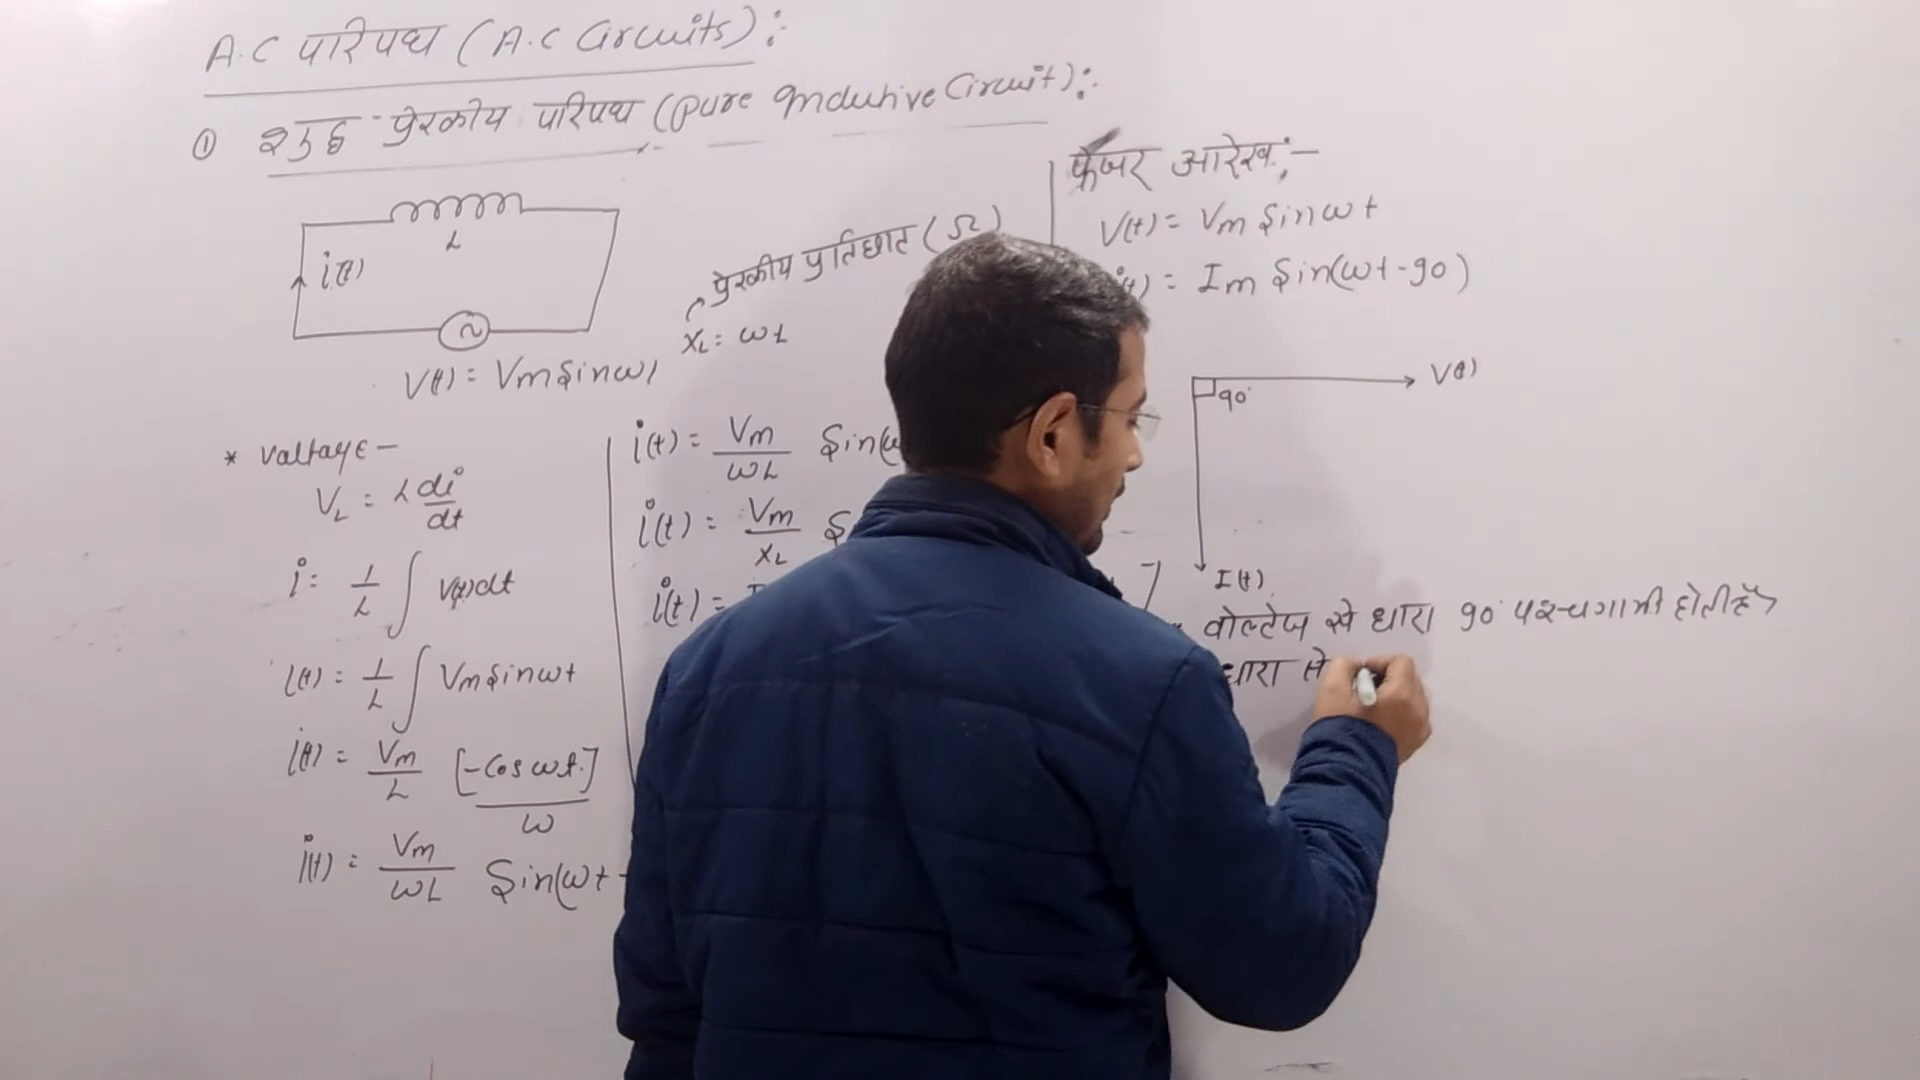 A.C परिपथ (A.C Circuits):
① शुद्ध प्रेरकीय परिपथ (Pure Inductive Circuit):
i(t)
L
V(t) = Vm Sinωt
प्रेरकीय प्रतिघात (Ω)
XL = ωL
* Valtage -
VL = L di/dt
i = 1/L ∫ V(t)dt
i(t) = 1/L ∫ Vm Sinωt
i(t) = Vm/L [-Cos ωt]/ω
i(t) = Vm/ωL Sin(ωt -
i(t) = Vm/ωL Sin(ω
i(t) = Vm/XL S
i(t) = I
फेजर आरेख:-
V(t) = Vm Sinωt
i(t) = Im Sin(ωt-90)
V(t)
90°
I(t)
वोल्टेज से धारा 90° पश्चगामी होती है
धारा से